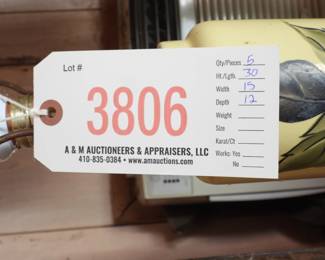 Lot #
3806
A & M AUCTIONEERS & APPRAISERS, LLC
410-835-0384 • www.amauctions.com
Qty/Pieces 5
Ht./Lgth. 30
Width 15
Depth 12
Weight
Size
Karat/Ct
Works: Yes
No